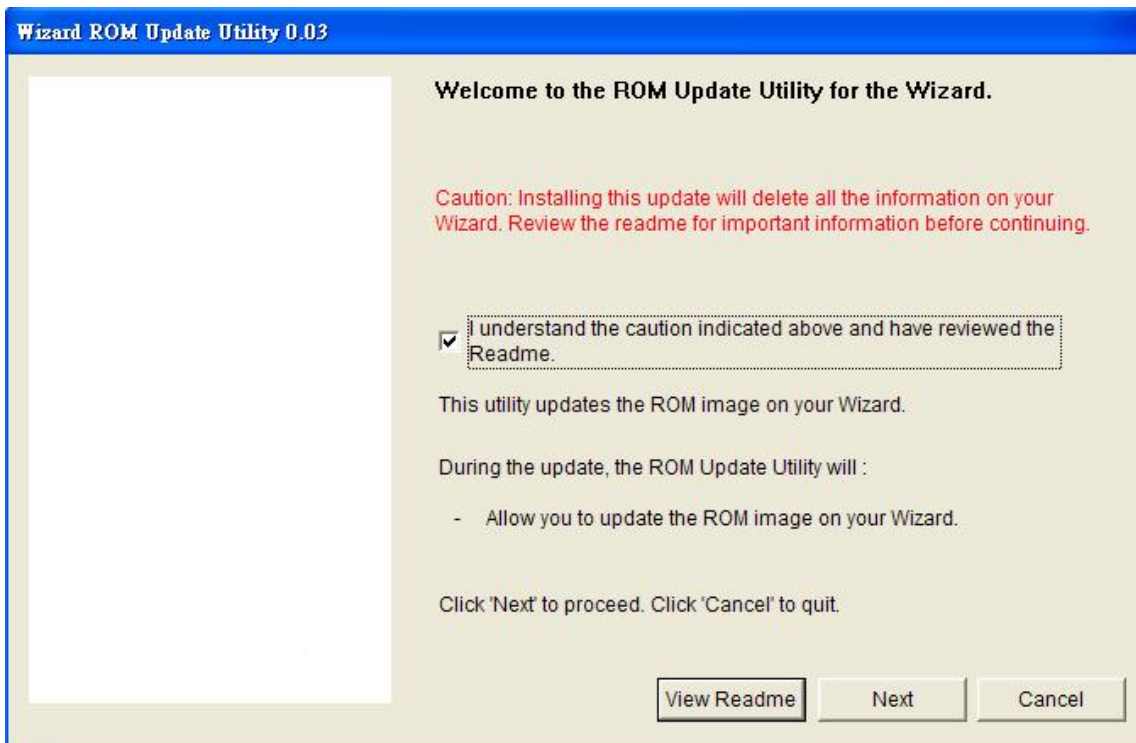 Wizard ROM Update Utility 0.03
Welcome to the ROM Update Utility for the Wizard.
Caution: Installing this update will delete all the information on your
Wizard. Review the readme for important information before continuing.
I understand the caution indicated above and have reviewed the
Readme.
This utility updates the ROM image on your Wizard.
During the update, the ROM Update Utility will :
- Allow you to update the ROM image on your Wizard.
Click 'Next' to proceed. Click 'Cancel' to quit.
View Readme Next Cancel